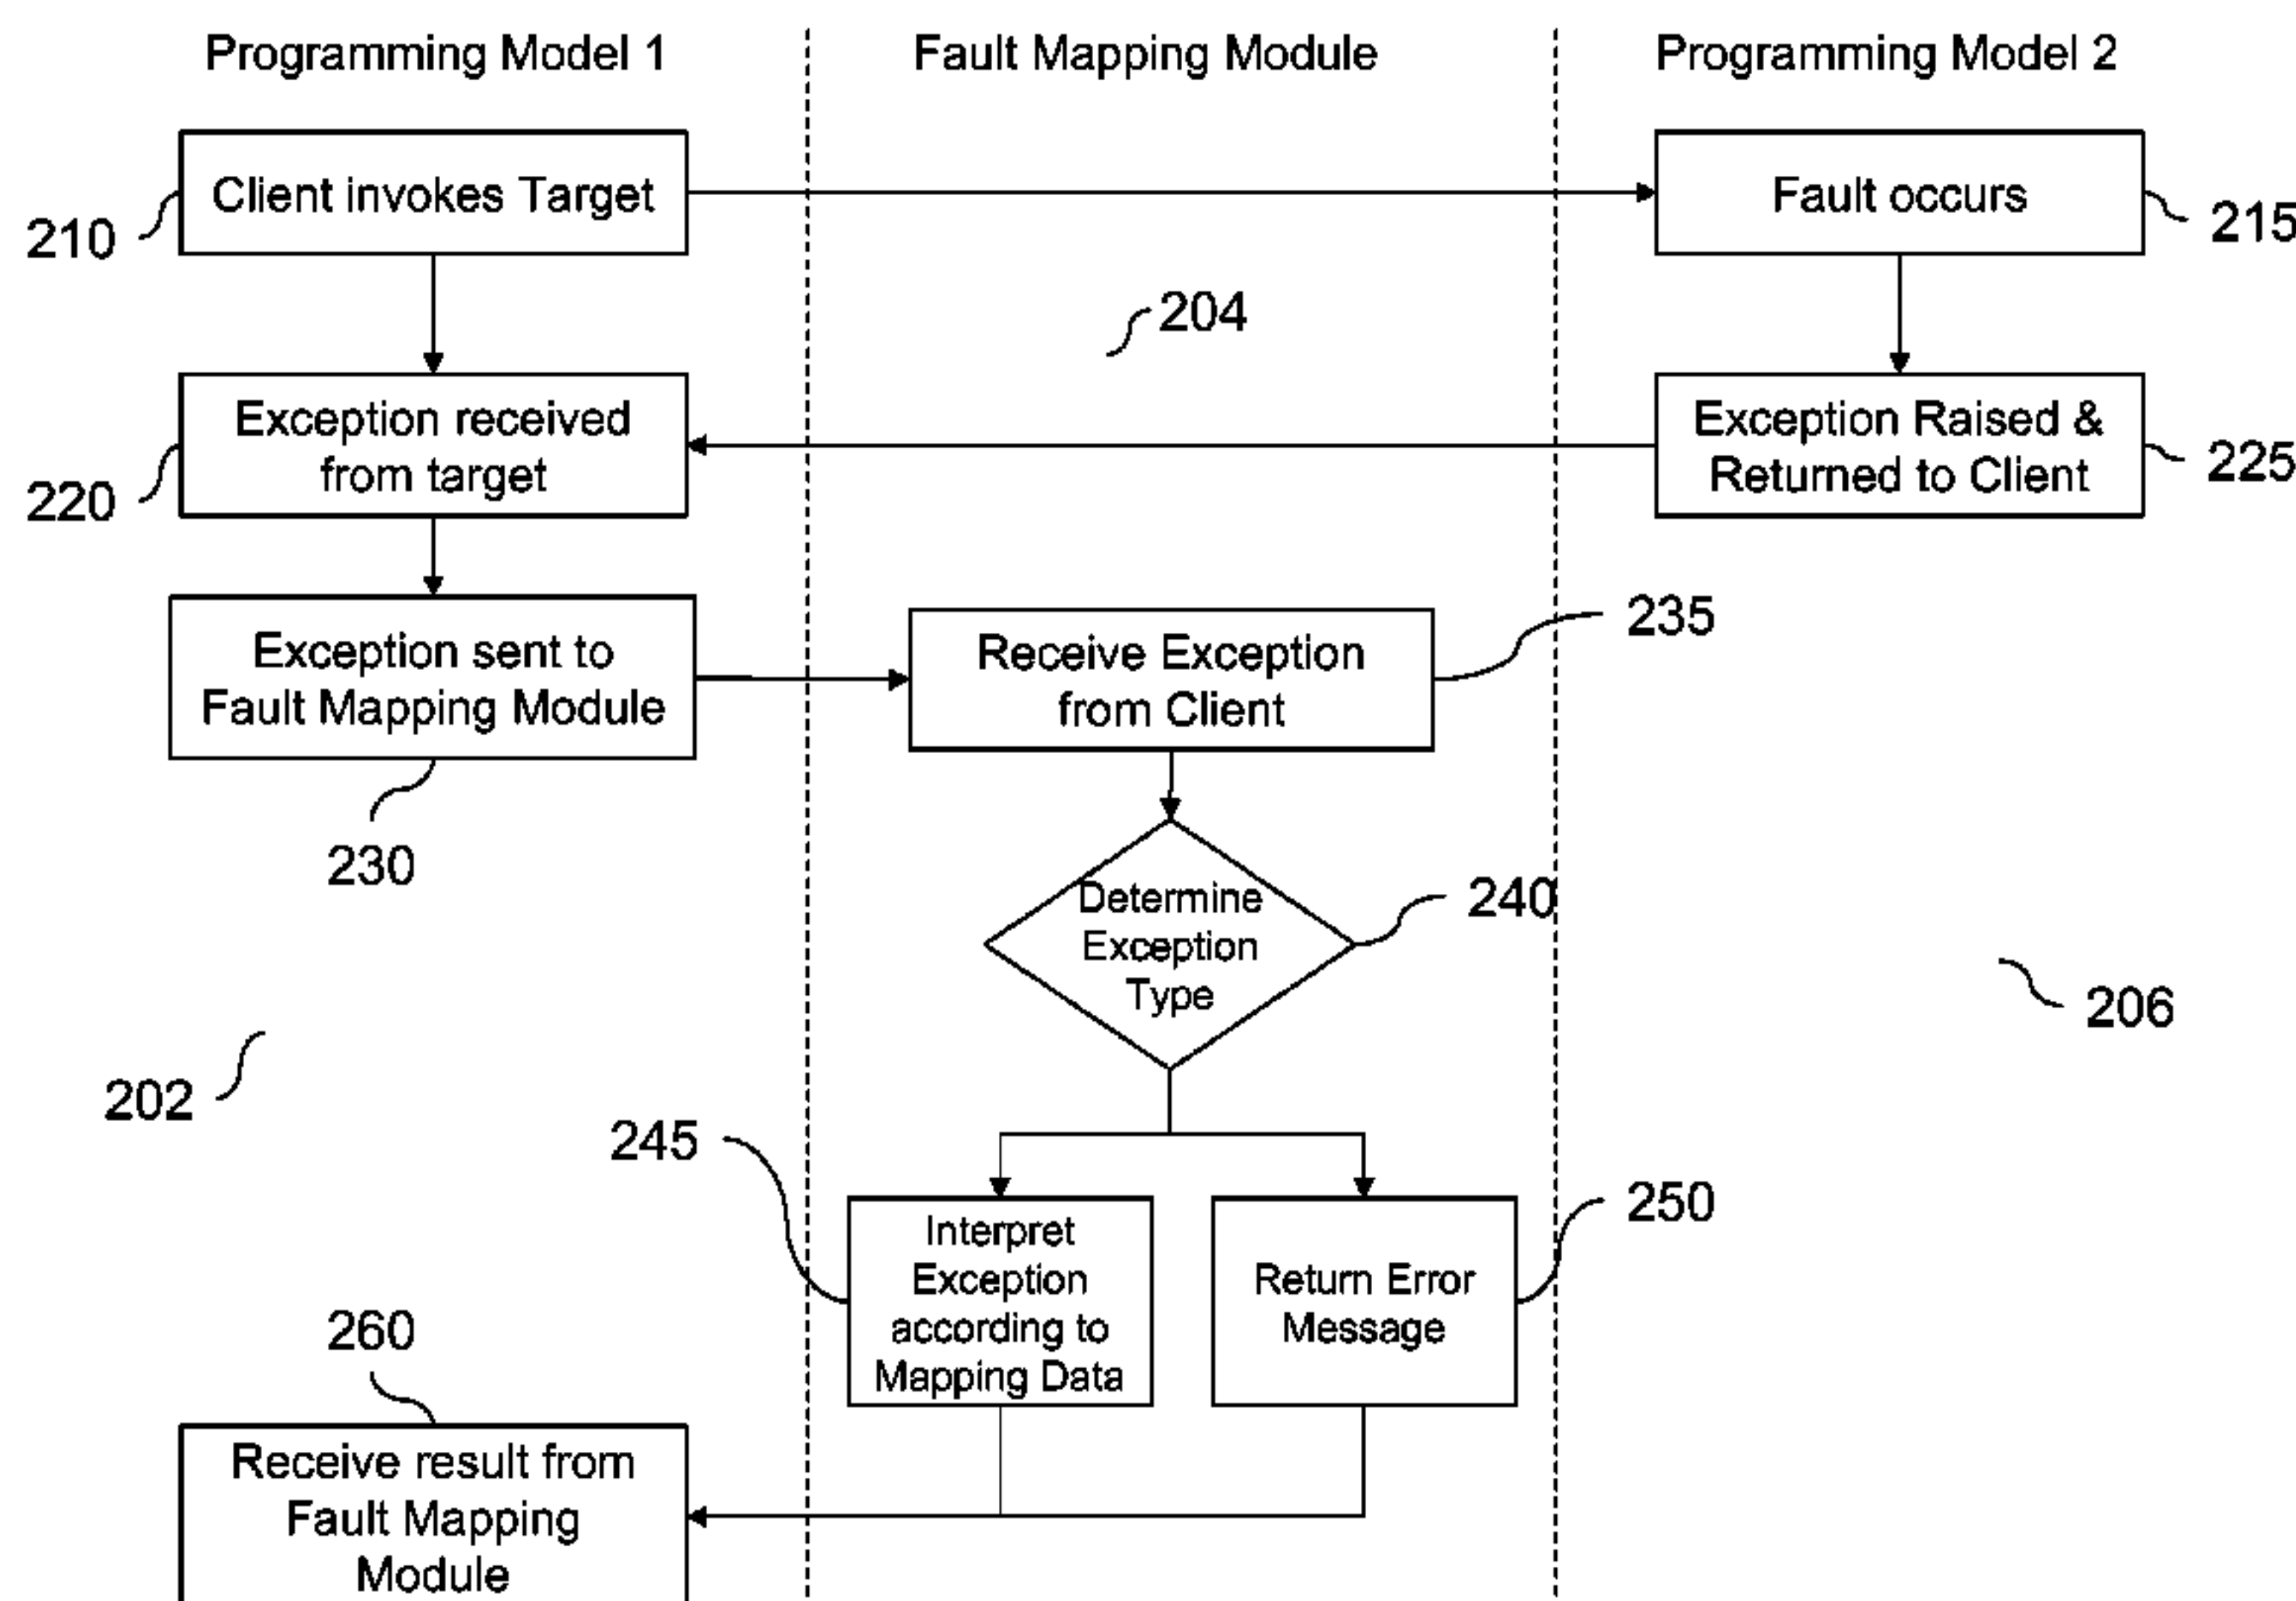 Programming Model 1
Fault Mapping Module
Programming Model 2
Client invokes Target
Fault occurs
210
215
204
Exception received
from target
Exception Raised &
Returned to Client
220
225
Exception sent to
Fault Mapping Module
Receive Exception
from Client
235
230
Determine
Exception
Type
240
206
202
245
250
Interpret
Exception
according to
Mapping Data
Return Error
Message
260
Receive result from
Fault Mapping
Module